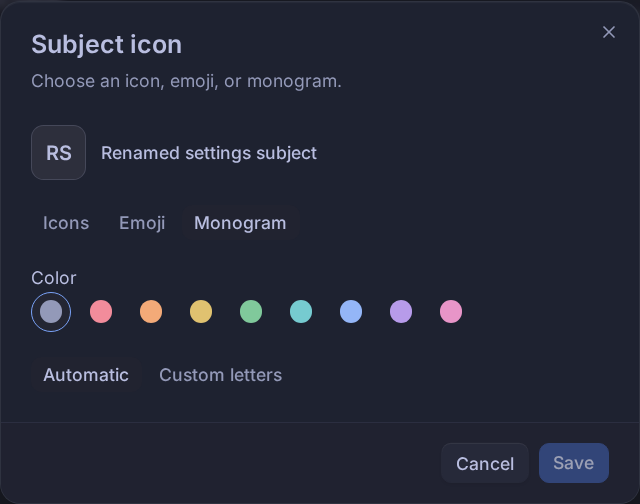 Subject icon
Choose an icon, emoji, or monogram.
RS Renamed settings subject
Icons Emoji Monogram
Color
Automatic Custom letters
Cancel Save